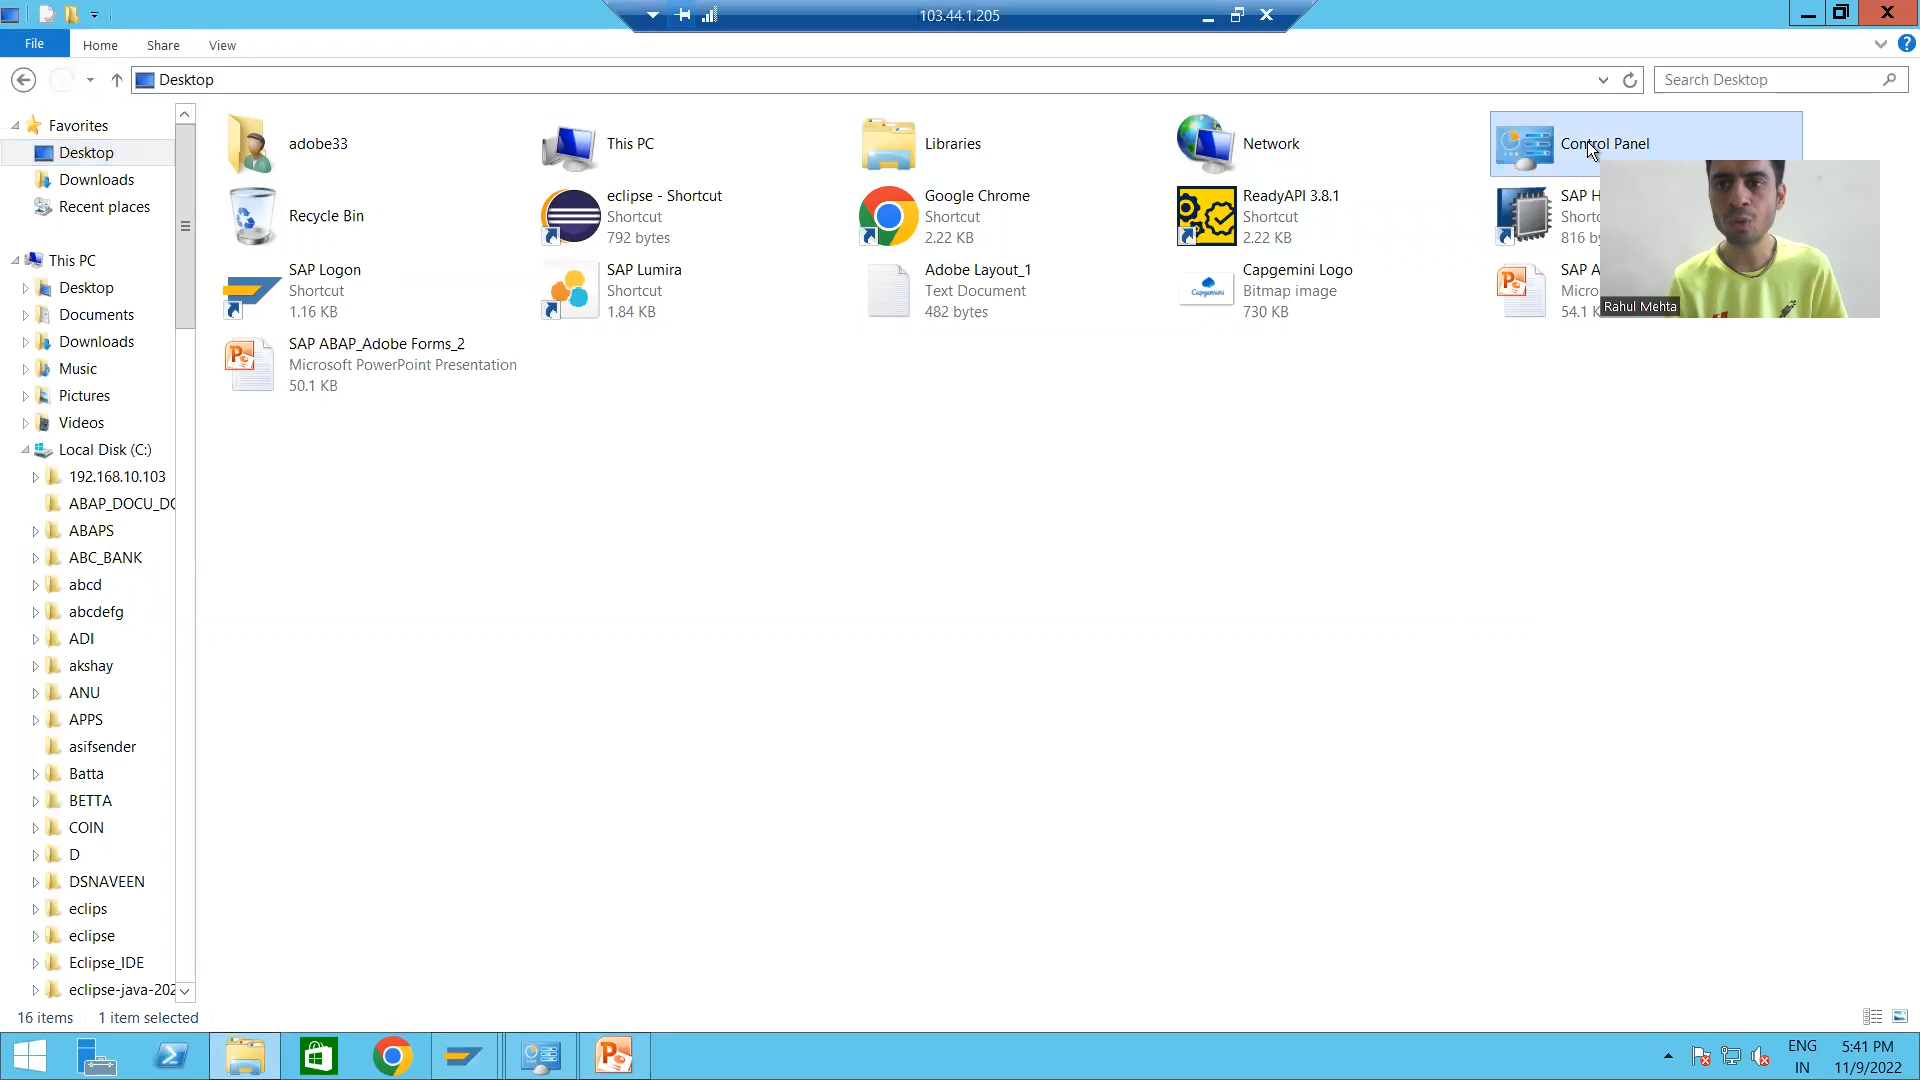 103.44.1.205
File
Home
Share
View
Desktop
Search Desktop
Favorites
Desktop
Downloads
Recent places
This PC
Desktop
Documents
Downloads
Music
Pictures
Videos
Local Disk (C:)
192.168.10.103
ABAP_DOCU_DO
ABAPS
ABC_BANK
abcd
abcdefg
ADI
akshay
ANU
APPS
asifsender
Batta
BETTA
COIN
D
DSNAVEEN
eclips
eclipse
Eclipse_IDE
eclipse-java-202
adobe33
This PC
Libraries
Network
Control Panel
Recycle Bin
eclipse - Shortcut
Shortcut
792 bytes
Google Chrome
Shortcut
2.22 KB
ReadyAPI 3.8.1
Shortcut
2.22 KB
SAP H
Shortc
816 by
SAP Logon
Shortcut
1.16 KB
SAP Lumira
Shortcut
1.84 KB
Adobe Layout_1
Text Document
482 bytes
Capgemini
Capgemini Logo
Bitmap image
730 KB
SAP A
Micro
54.1 K
Rahul Mehta
SAP ABAP_Adobe Forms_2
Microsoft PowerPoint Presentation
50.1 KB
16 items
1 item selected
ENG
IN
5:41 PM
11/9/2022